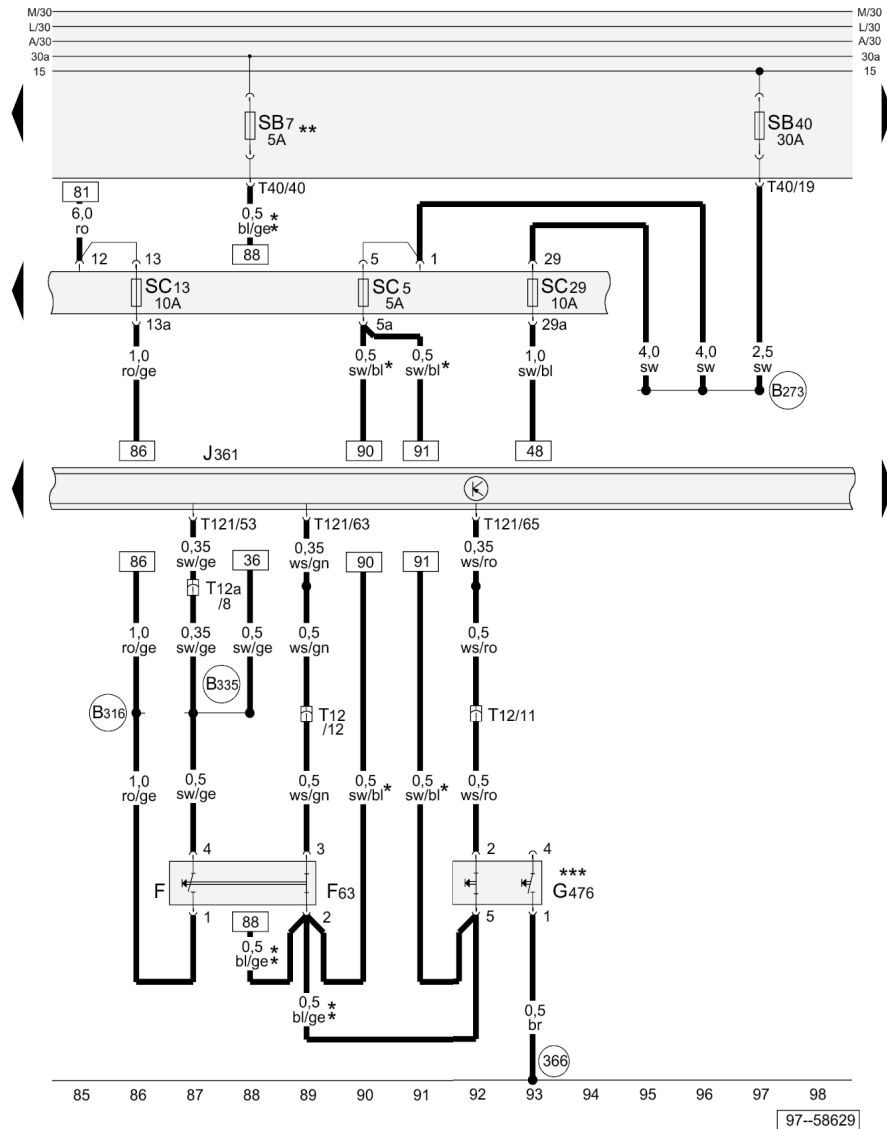 M/30 M/30
L/30 L/30
A/30 A/30
30a 30a
15 15
SB7 ** SB40
5A 30A
81 T40/40 T40/19
6,0 0,5
ro bl/ge **
88
12 13 5 1 29
SC13 SC5 SC29
10A 5A 10A
13a 5a 29a
1,0 0,5 0,5 1,0 4,0 4,0 2,5
ro/ge sw/bl* sw/bl* sw/bl sw sw sw
B273
86 J361 90 91 48
T121/53 T121/63 T121/65
0,35 0,35 0,35
sw/ge ws/gn ws/ro
86 36 90 91
T12a
/8
1,0 0,35 0,5 0,5 0,5
ro/ge sw/ge sw/ge ws/gn ws/ro
B335
B316 T12 T12/11
/12
1,0 0,5 0,5 0,5 0,5 0,5
ro/ge sw/ge ws/gn sw/bl* sw/bl* ws/ro
4 3 2 4
***
F F63 G476
1 88 2 5 1
0,5
bl/ge **
0,5 0,5
bl/ge ** br
366
85 86 87 88 89 90 91 92 93 94 95 96 97 98
97--58629